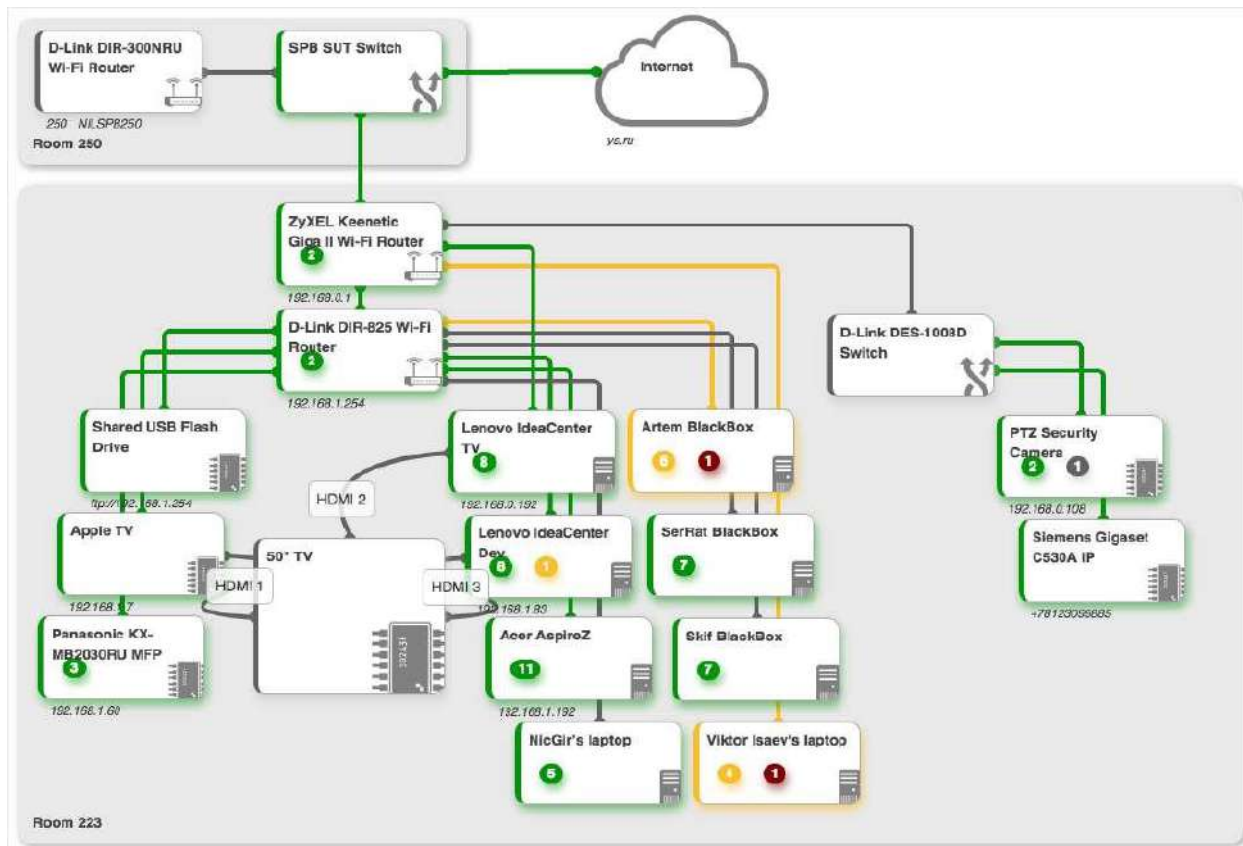 D-Link DIR-300NRU
Wi-Fi Router
SPB SUT Switch
Internet
250
ya.ru
Room 250
ZyXEL Keenetic
Giga II Wi-Fi Router
2
192.168.0.1
D-Link DIR-825 Wi-Fi
Router
2
192.168.1.254
D-Link DES-1008D
Switch
Shared USB Flash
Drive
ftp://192.168.1.254
Lenovo IdeaCenter
TV
8
192.168.0.192
Artem BlackBox
6
1
PTZ Security
Camera
2
1
192.168.0.108
HDMI 2
Apple TV
50" TV
Lenovo IdeaCenter
Dev
1
SerRat BlackBox
7
Siemens Gigaset
C530A IP
HDMI 1
HDMI 3
Panasonic KX-
MB2030RU MFP
3
192.168.1.60
Acer AspireZ
11
192.168.1.192
Skif BlackBox
7
NicGir's laptop
5
Viktor Isaev's laptop
4
1
Room 223